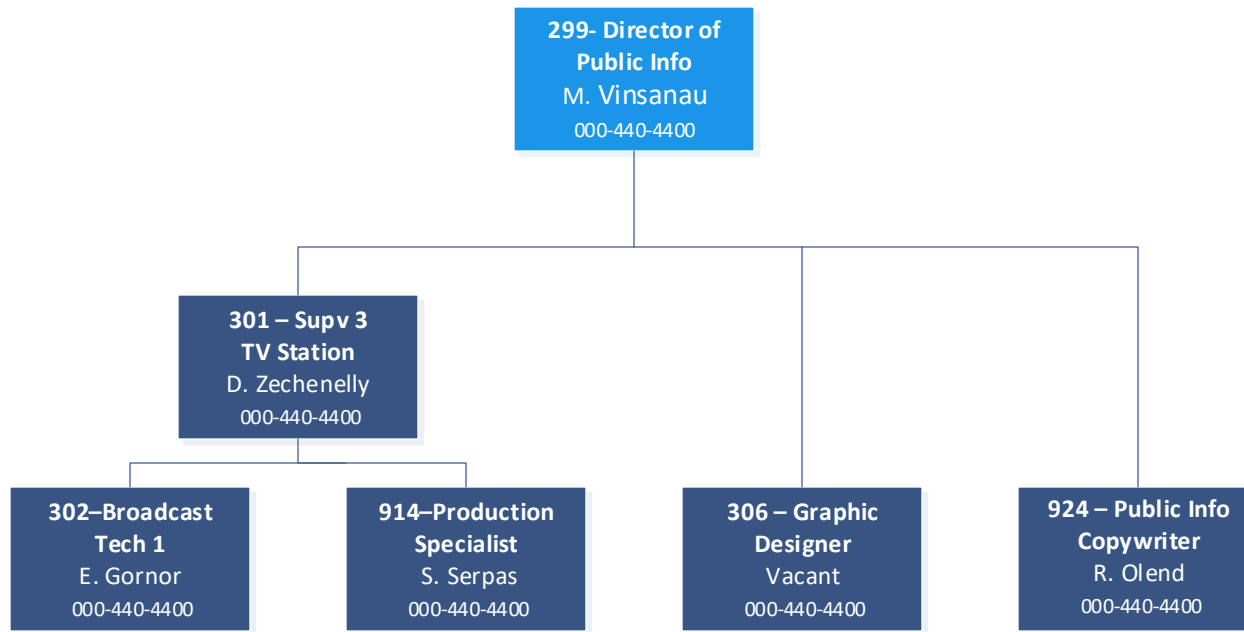 299- Director of
Public Info
M. Vinsanau
000-440-4400
301 – Supv 3
TV Station
D. Zechenelly
000-440-4400
302–Broadcast
Tech 1
E. Gornor
000-440-4400
914–Production
Specialist
S. Serpas
000-440-4400
306 – Graphic
Designer
Vacant
000-440-4400
924 – Public Info
Copywriter
R. Olend
000-440-4400